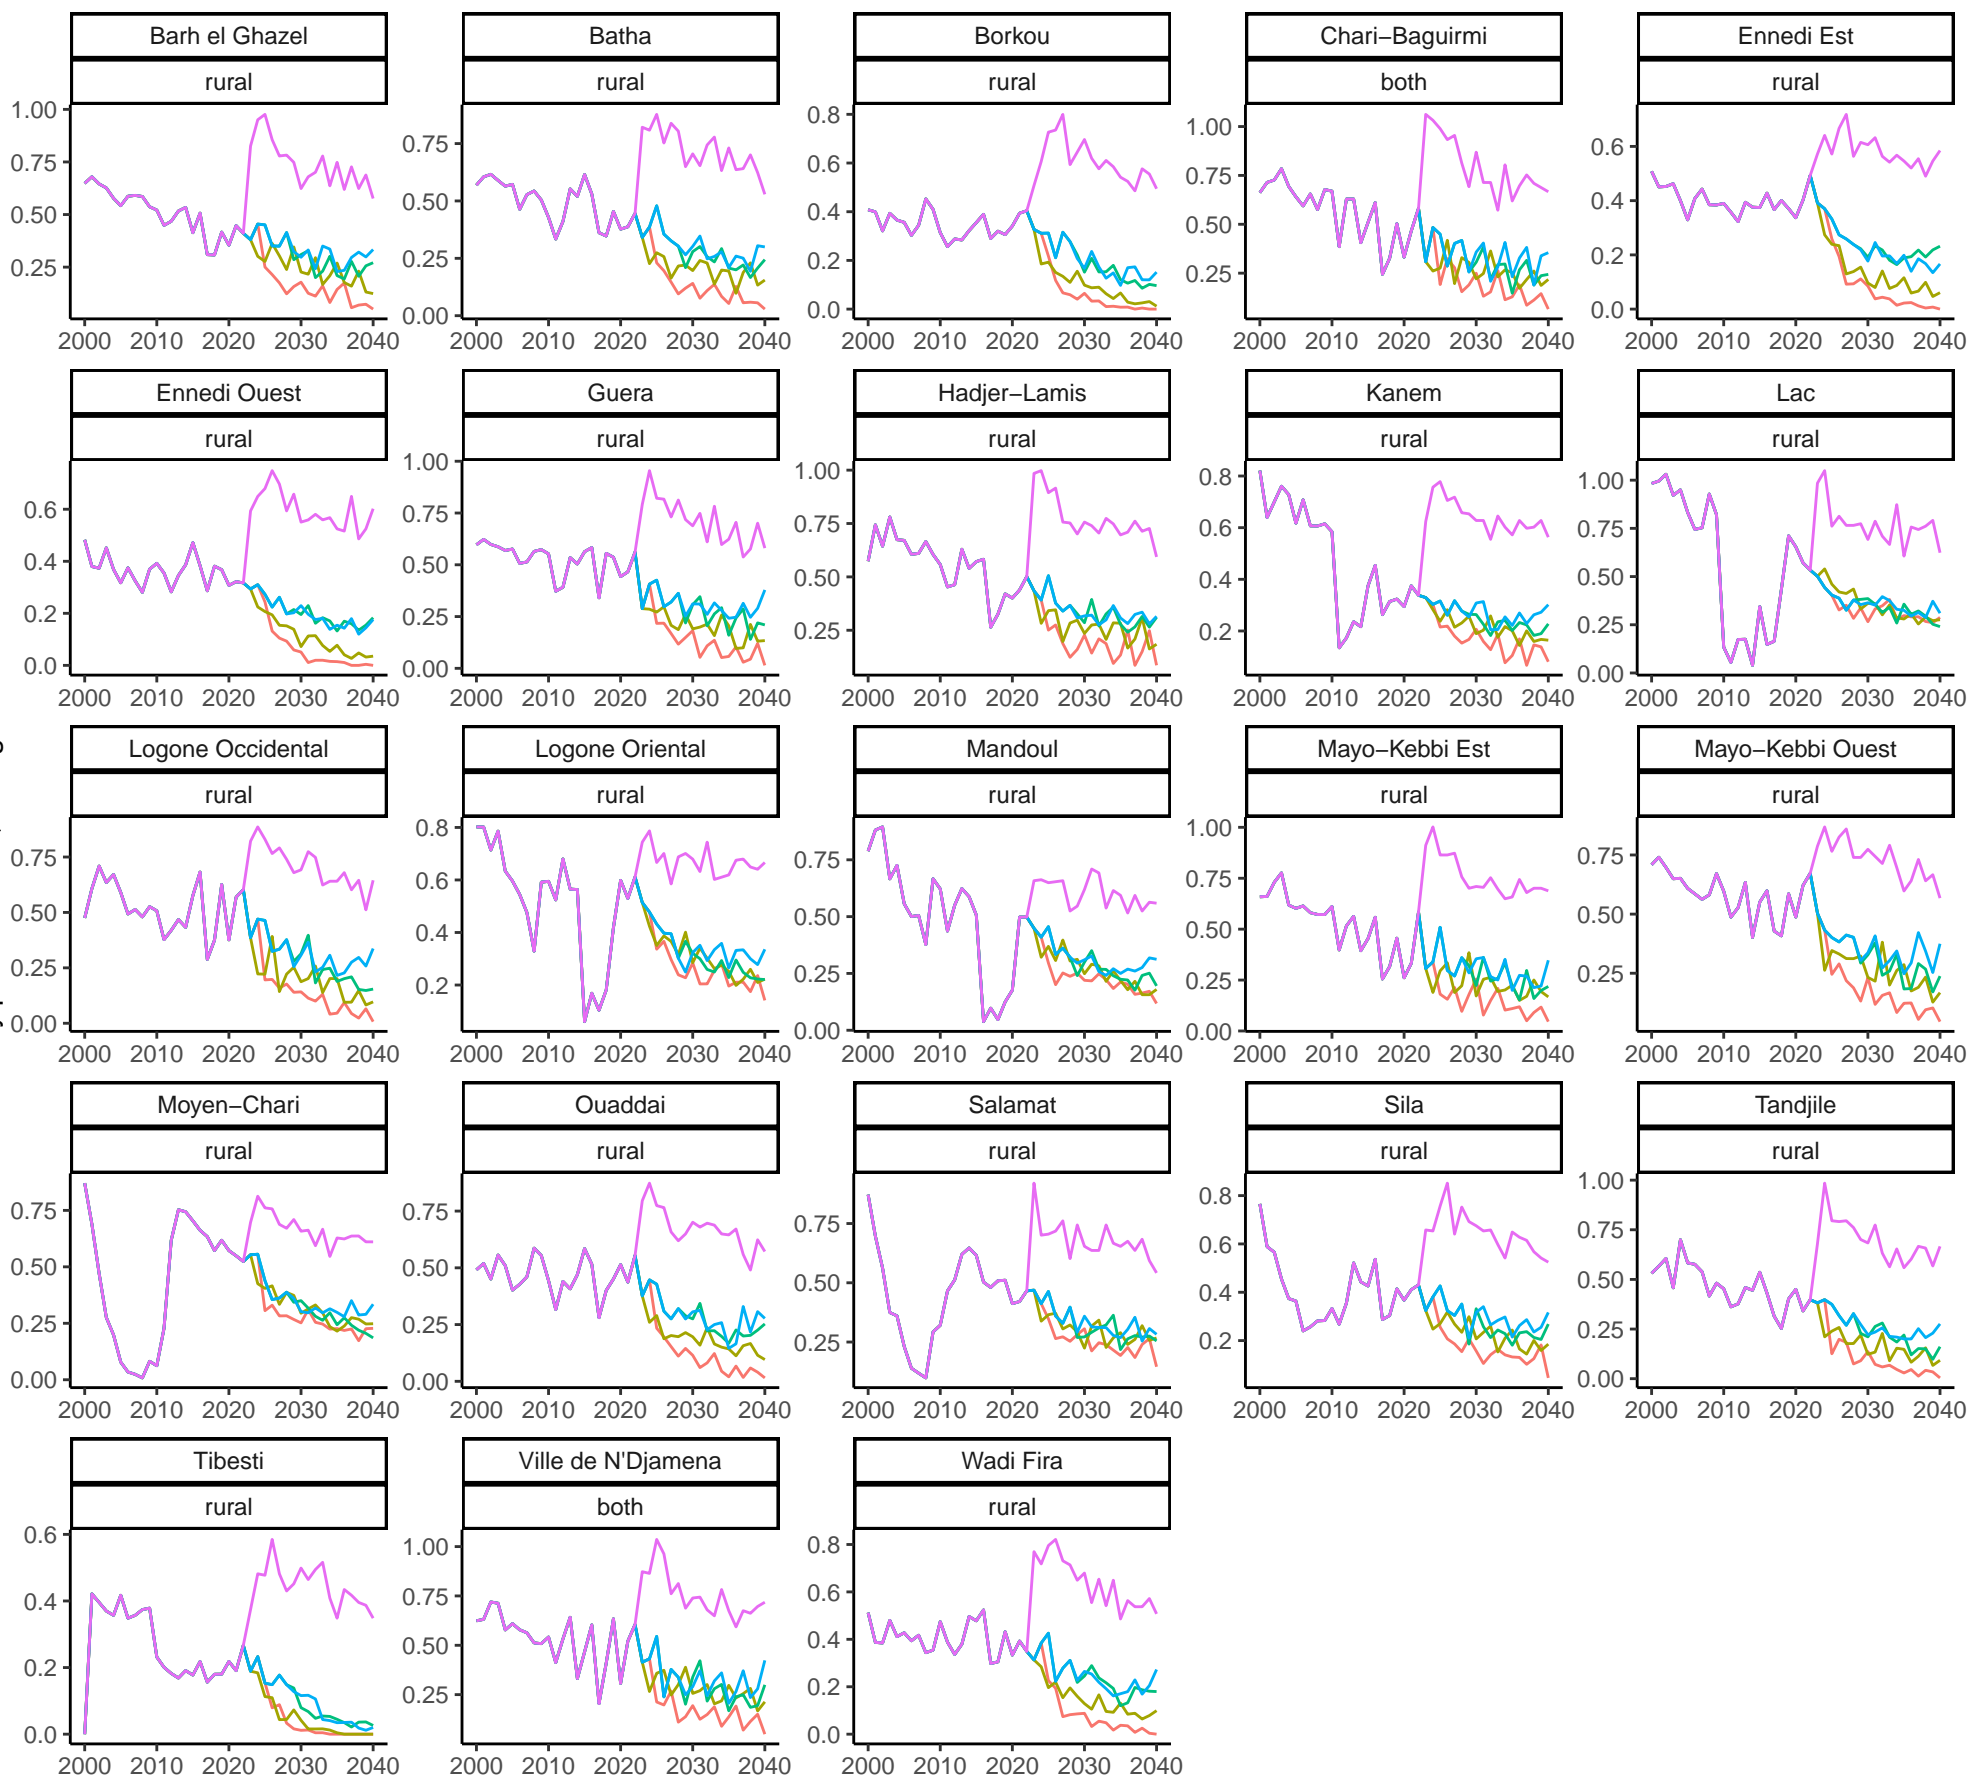 Barh el Ghazel Batha Borkou Chari−Baguirmi Ennedi Est
rural rural rural both rural
1.00 0.75 0.50 0.25
0.75 0.50 0.25 0.00
0.8 0.6 0.4 0.2 0.0
1.00 0.75 0.50 0.25
0.6 0.4 0.2 0.0
2000 2010 2020 2030 2040 2000 2010 2020 2030 2040 2000 2010 2020 2030 2040 2000 2010 2020 2030 2040 2000 2010 2020 2030 2040
Ennedi Ouest Guera Hadjer−Lamis Kanem Lac
rural rural rural rural rural
0.6 0.4 0.2 0.0
1.00 0.75 0.50 0.25 0.00
1.00 0.75 0.50 0.25
0.8 0.6 0.4 0.2
1.00 0.75 0.50 0.25 0.00
2000 2010 2020 2030 2040 2000 2010 2020 2030 2040 2000 2010 2020 2030 2040 2000 2010 2020 2030 2040 2000 2010 2020 2030 2040
Logone Occidental Logone Oriental Mandoul Mayo−Kebbi Est Mayo−Kebbi Ouest
rural rural rural rural rural
0.75 0.50 0.25 0.00
0.8 0.6 0.4 0.2
0.75 0.50 0.25 0.00
1.00 0.75 0.50 0.25 0.00
0.75 0.50 0.25
2000 2010 2020 2030 2040 2000 2010 2020 2030 2040 2000 2010 2020 2030 2040 2000 2010 2020 2030 2040 2000 2010 2020 2030 2040
Moyen−Chari Ouaddai Salamat Sila Tandjile
rural rural rural rural rural
0.75 0.50 0.25 0.00
0.75 0.50 0.25 0.00
0.75 0.50 0.25
0.8 0.6 0.4 0.2
1.00 0.75 0.50 0.25 0.00
2000 2010 2020 2030 2040 2000 2010 2020 2030 2040 2000 2010 2020 2030 2040 2000 2010 2020 2030 2040 2000 2010 2020 2030 2040
Tibesti Ville de N'Djamena Wadi Fira
rural both rural
0.6 0.4 0.2 0.0
1.00 0.75 0.50 0.25
0.8 0.6 0.4 0.2 0.0
2000 2010 2020 2030 2040 2000 2010 2020 2030 2040 2000 2010 2020 2030 2040